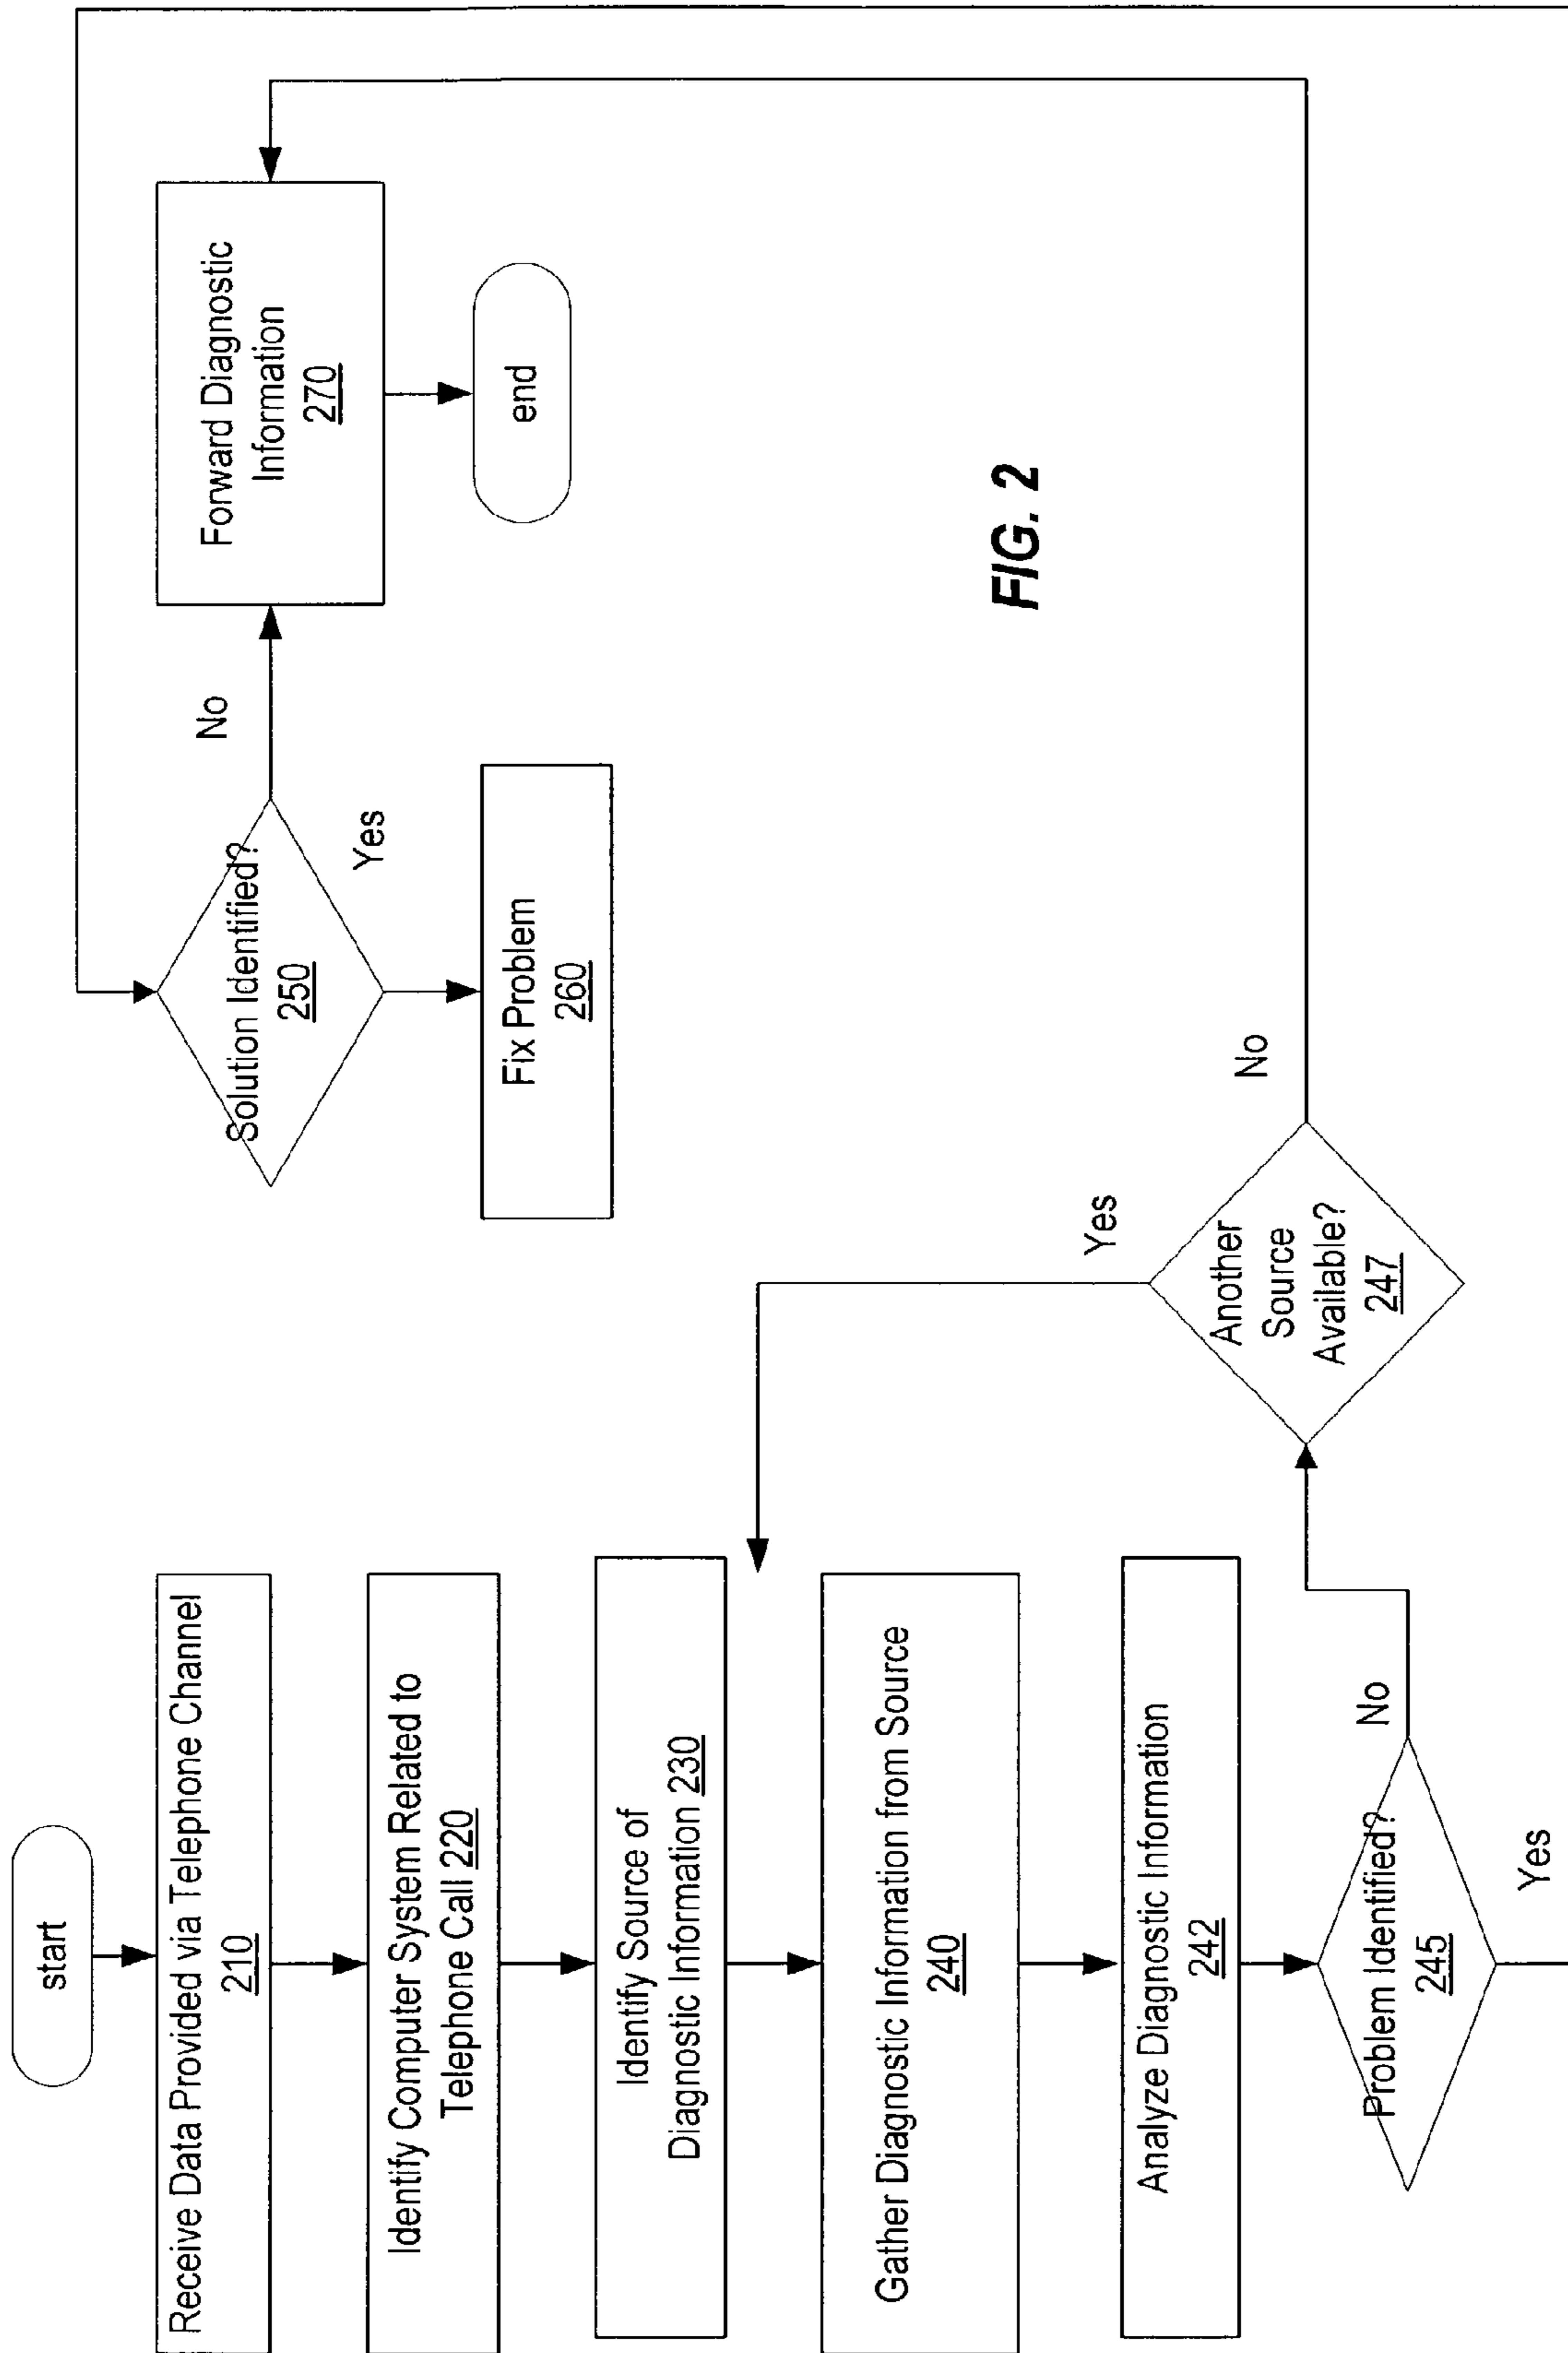 start
Receive Data Provided via Telephone Channel
210
Identify Computer System Related to
Telephone Call 220
Identify Source of
Diagnostic Information 230
Gather Diagnostic Information from Source
240
Analyze Diagnostic Information
242
Problem Identified?
245
No
Yes
Another
Source
Available?
247
Yes
No
Solution Identified?
250
No
Yes
Fix Problem
260
Forward Diagnostic
Information
270
end
FIG. 2